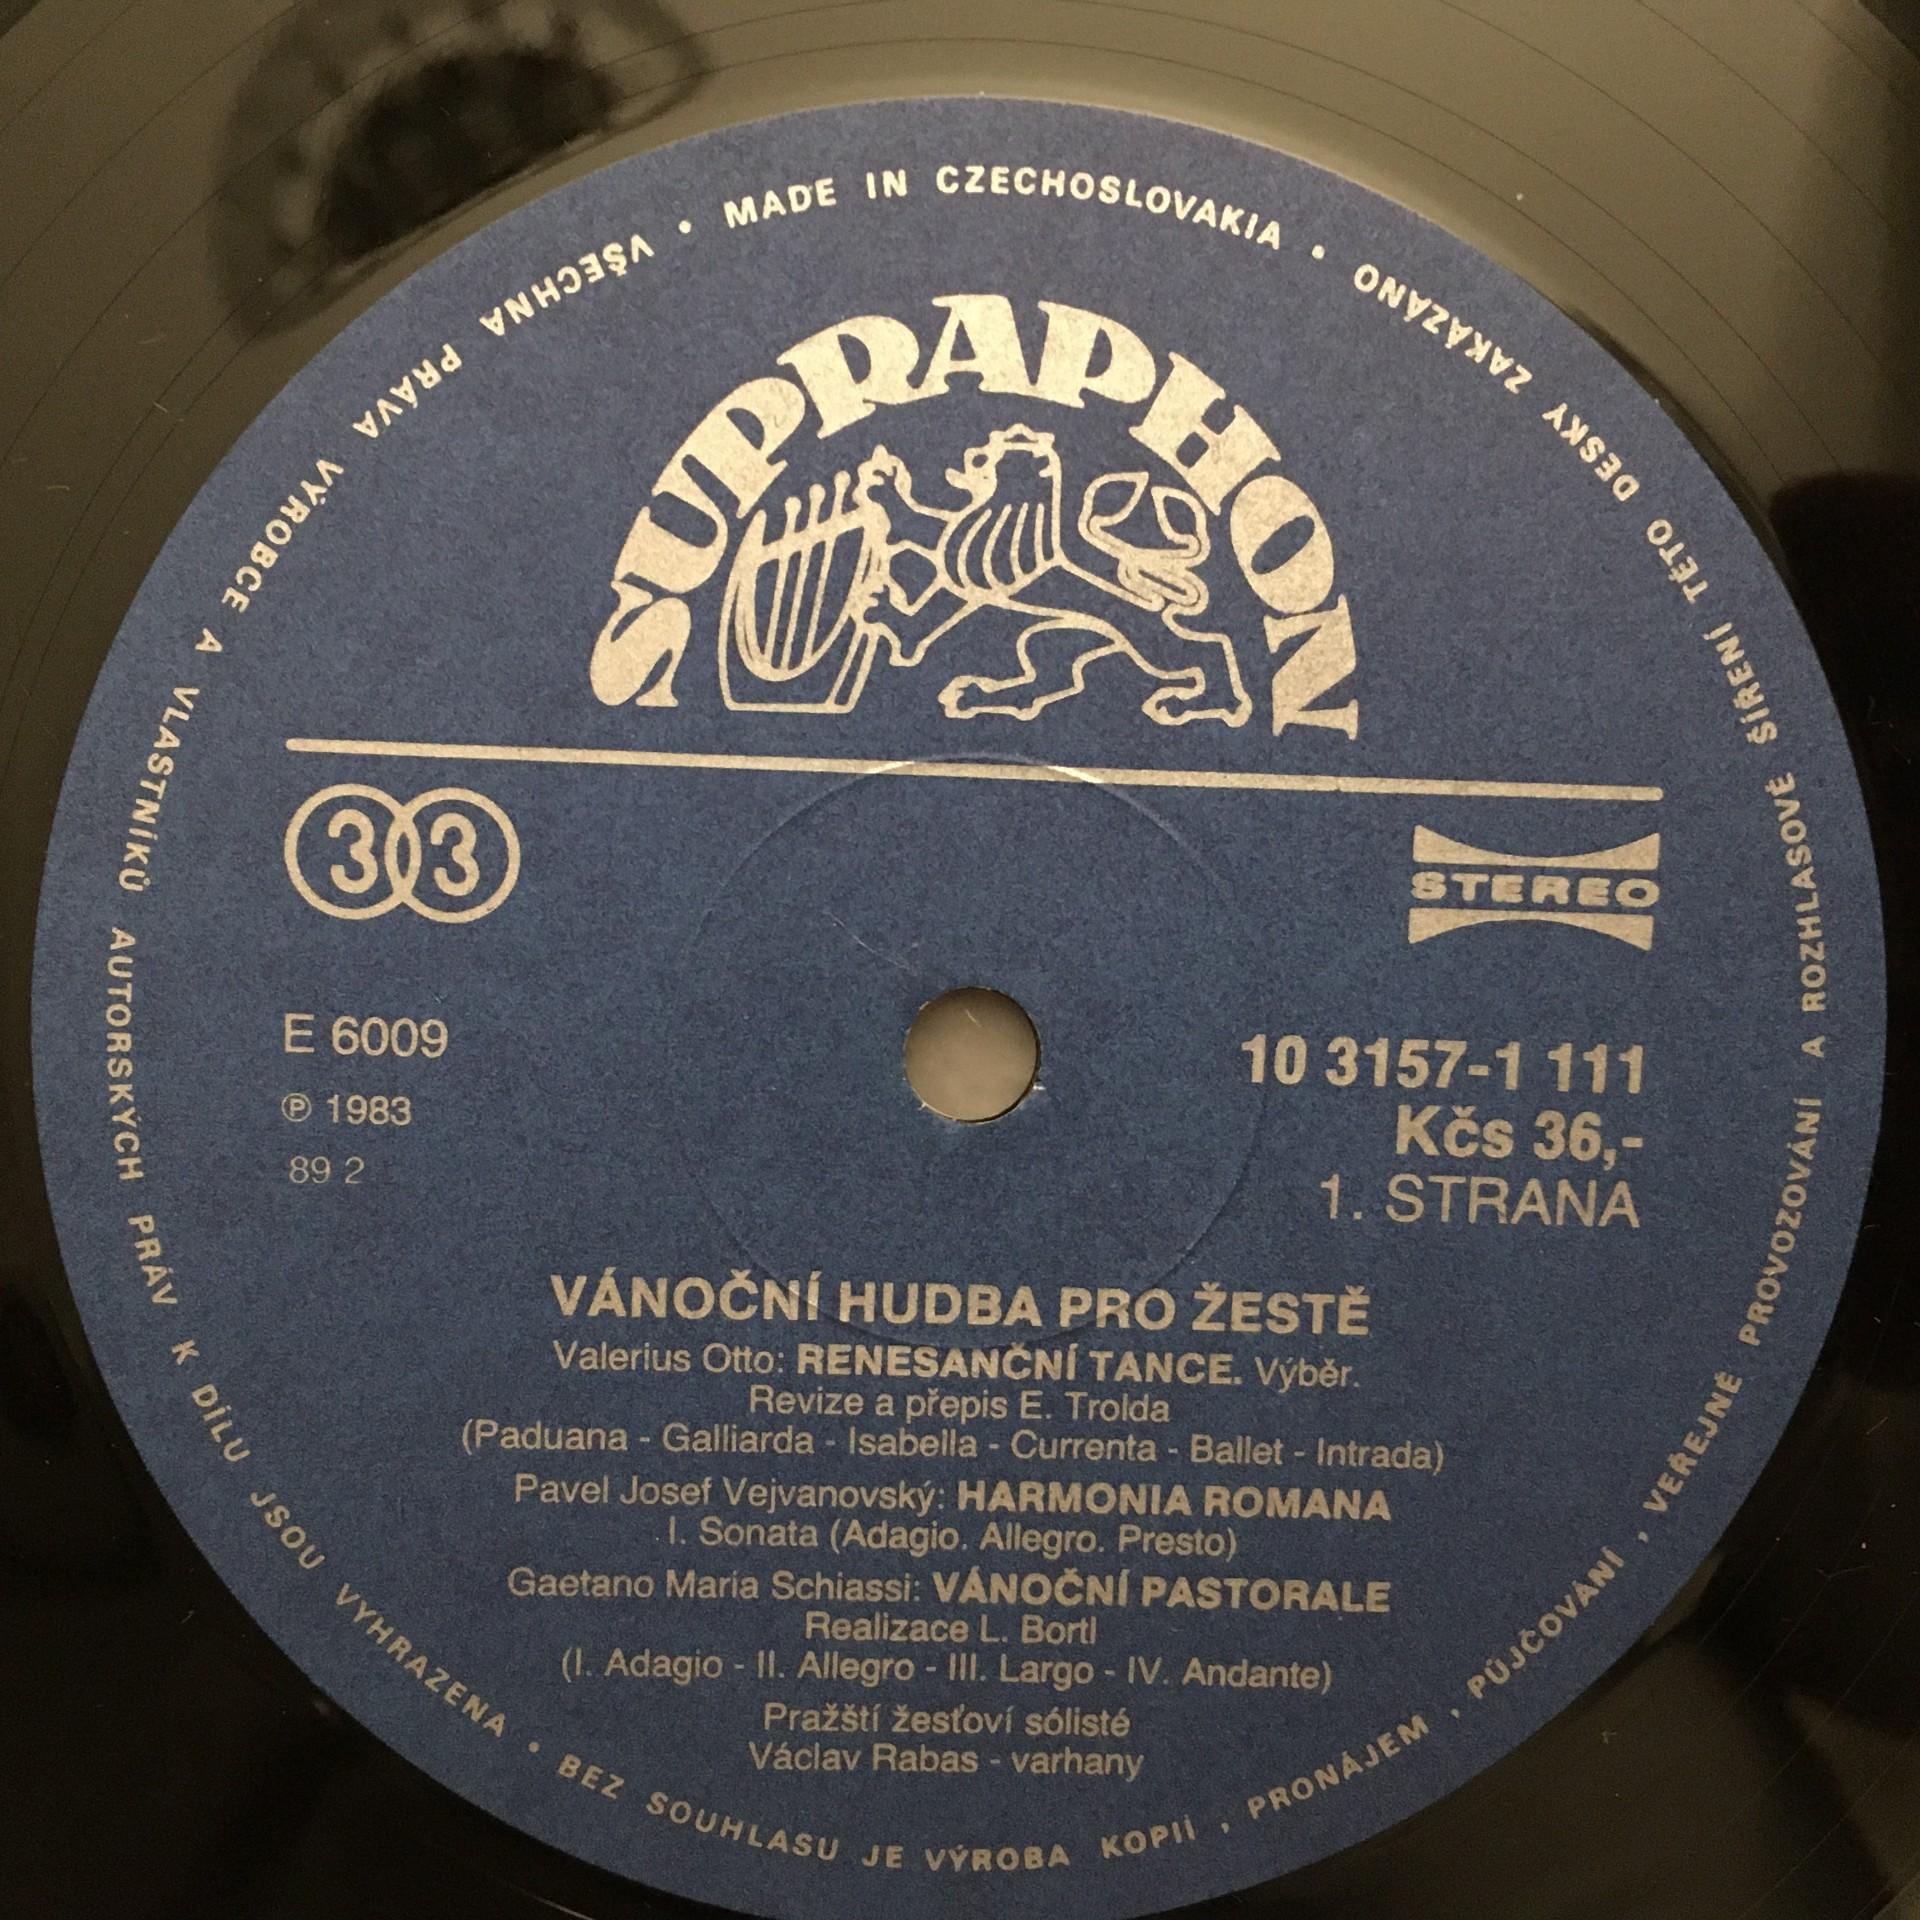 MADE IN CZECHOSLOVAKIA •
VŠECHNA PRÁVA VÝROBCE A VLASTNÍKŮ AUTORSKÝCH PRÁV K DÍLU JSOU VYHRAZENA • BEZ SOUHLASU JE VÝROBA KOPIÍ, PRONÁJEM, PŮJČOVÁNÍ, VEŘEJNÉ PROVOZOVÁNÍ A ROZHLASOVÉ ŠÍŘENÍ TÉTO DESKY ZAKÁZÁNO •
SUPRAPHON
33
STEREO
E 6009
℗ 1983
89 2
10 3157-1 111
Kčs 36,-
1. STRANA
VÁNOČNÍ HUDBA PRO ŽESTĚ
Valerius Otto: RENESANČNÍ TANCE. Výběr.
Revize a přepis E. Trolda
(Paduana - Galliarda - Isabella - Currenta - Ballet - Intrada)
Pavel Josef Vejvanovský: HARMONIA ROMANA
I. Sonata (Adagio. Allegro. Presto)
Gaetano Maria Schiassi: VÁNOČNÍ PASTORALE
Realizace L. Bortl
(I. Adagio - II. Allegro - III. Largo - IV. Andante)
Pražští žesťoví sólisté
Václav Rabas - varhany